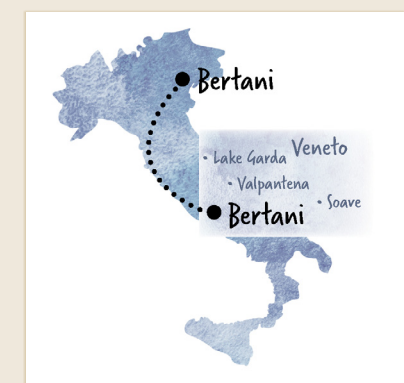 Bertani
Veneto
• Lake Garda
• Valpantena
• Soave
Bertani